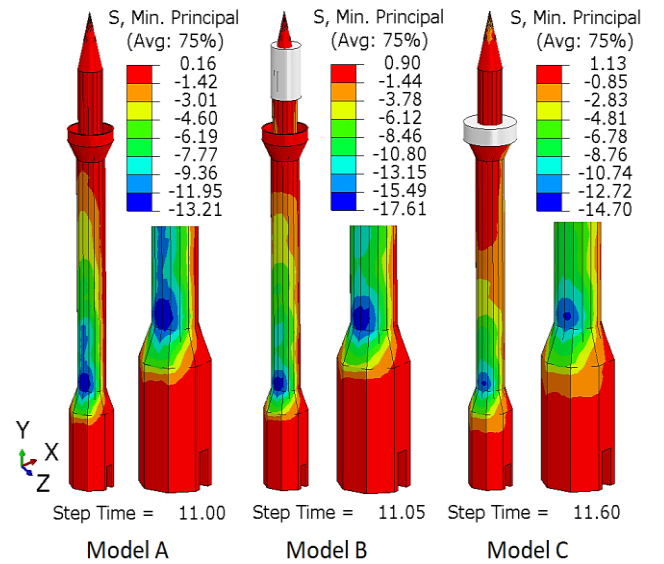 S, Min. Principal
(Avg: 75%)
0.16
-1.42
-3.01
-4.60
-6.19
-7.77
-9.36
-11.95
-13.21
S, Min. Principal
(Avg: 75%)
0.90
-1.44
-3.78
-6.12
-8.46
-10.80
-13.15
-15.49
-17.61
S, Min. Principal
(Avg: 75%)
1.13
-0.85
-2.83
-4.81
-6.78
-8.76
-10.74
-12.72
-14.70
Y
X
Z
Step Time = 11.00
Step Time = 11.05
Step Time = 11.60
Model A
Model B
Model C